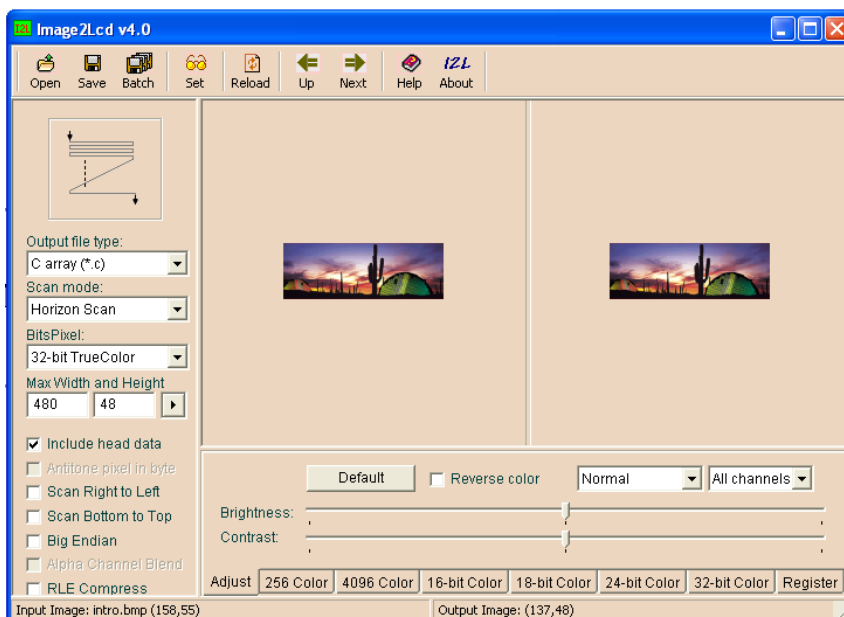 I2L Image2Lcd v4.0
Open Save Batch Set Reload Up Next Help About
I2L
Output file type:
C array (*.c)
Scan mode:
Horizon Scan
BitsPixel:
32-bit TrueColor
Max Width and Height
480 48
Include head data
Antitone pixel in byte
Scan Right to Left
Scan Bottom to Top
Big Endian
Alpha Channel Blend
RLE Compress
Default Reverse color Normal All channels
Brightness:
Contrast:
Adjust 256 Color 4096 Color 16-bit Color 18-bit Color 24-bit Color 32-bit Color Register
Input Image: intro.bmp (158,55) Output Image: (137,48)